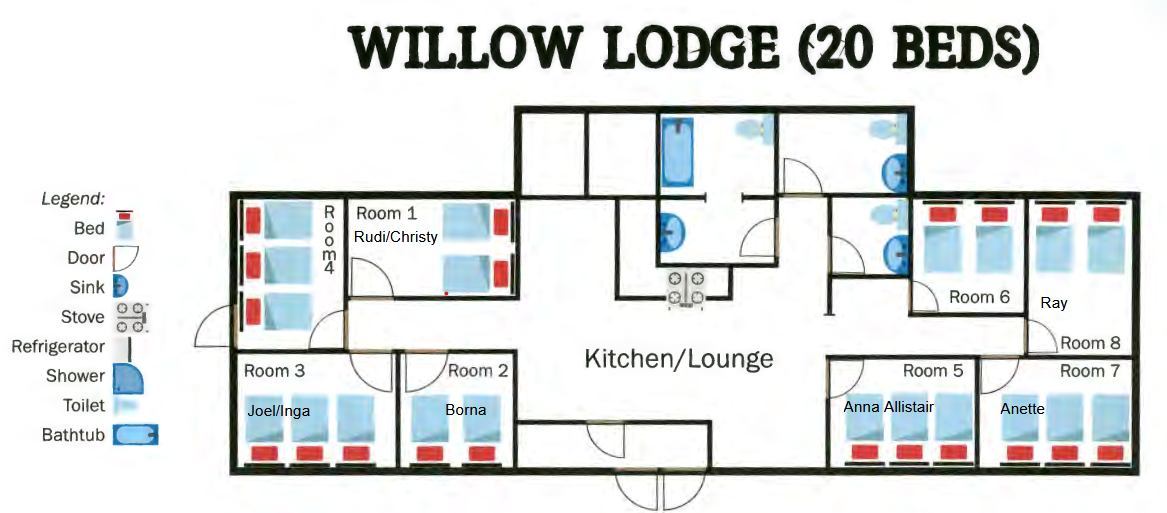 WILLOW LODGE (20 BEDS)
Legend:
Bed
Door
Sink
Stove
Refrigerator
Shower
Toilet
Bathtub
Room4
Room 1
Rudi/Christy
Room 6
Ray
Room 8
Kitchen/Lounge
Room 3
Joel/Inga
Room 2
Borna
Room 5
Anna Allistair
Room 7
Anette